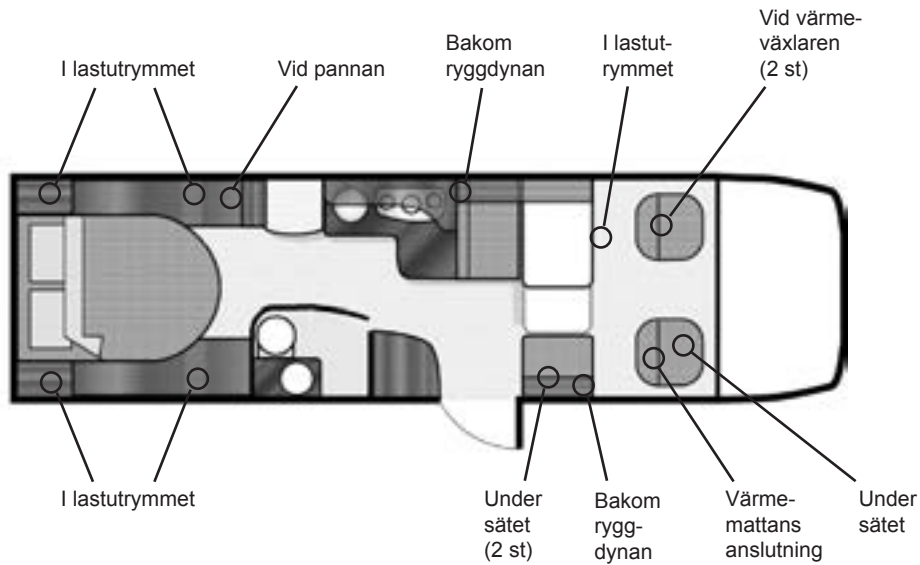 I lastutrymmet
Vid pannan
Bakom
ryggdynan
I lastut-
rymmet
Vid värme-
växlaren
(2 st)
I lastutrymmet
Under
sätet
(2 st)
Bakom
rygg-
dynan
Värme-
mattans
anslutning
Under
sätet